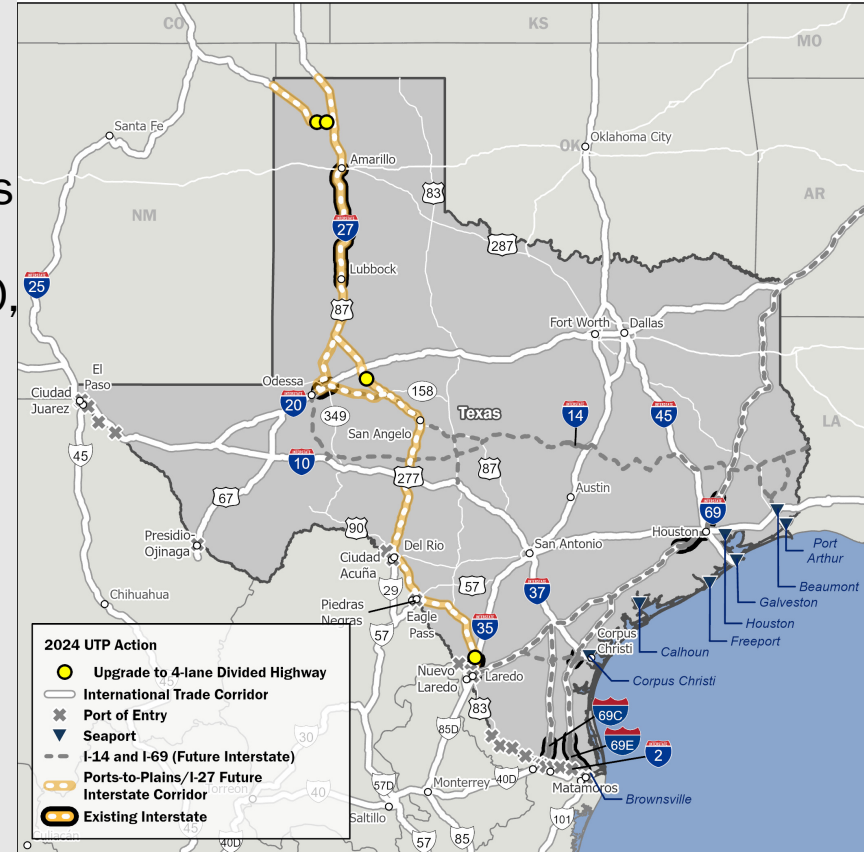 CO
KS
MO
Santa Fe
OK
Oklahoma City
Amarillo
s
83
NM
AR
27
287
25
Lubbock
),
87
Fort Worth
Dallas
El
Paso
Odessa
Ciudad
Juarez
20
349
158
Texas
14
45
LA
San Angelo
45
10
277
87
67
Austin
69
90
Houston
Presidio-
Ojinaga
Del Rio
Ciudad
Acuña
San Antonio
Port
Arthur
29
57
37
Beaumont
Chihuahua
Piedras
Negras
Eagle
Pass
Galveston
57
35
Houston
Freeport
Corpus
Christi
Calhoun
Nuevo
Laredo
Laredo
Corpus Christi
83
69C
85D
69E
2
Monterrey
40D
Matamoros
Brownsville
57D
Saltillo
101
57
85
2024 UTP Action
Upgrade to 4-lane Divided Highway
International Trade Corridor
Port of Entry
Seaport
I-14 and I-69 (Future Interstate)
Ports-to-Plains/I-27 Future
Interstate Corridor
Existing Interstate
45
30
Torreon
40
45
40D
Culiacán